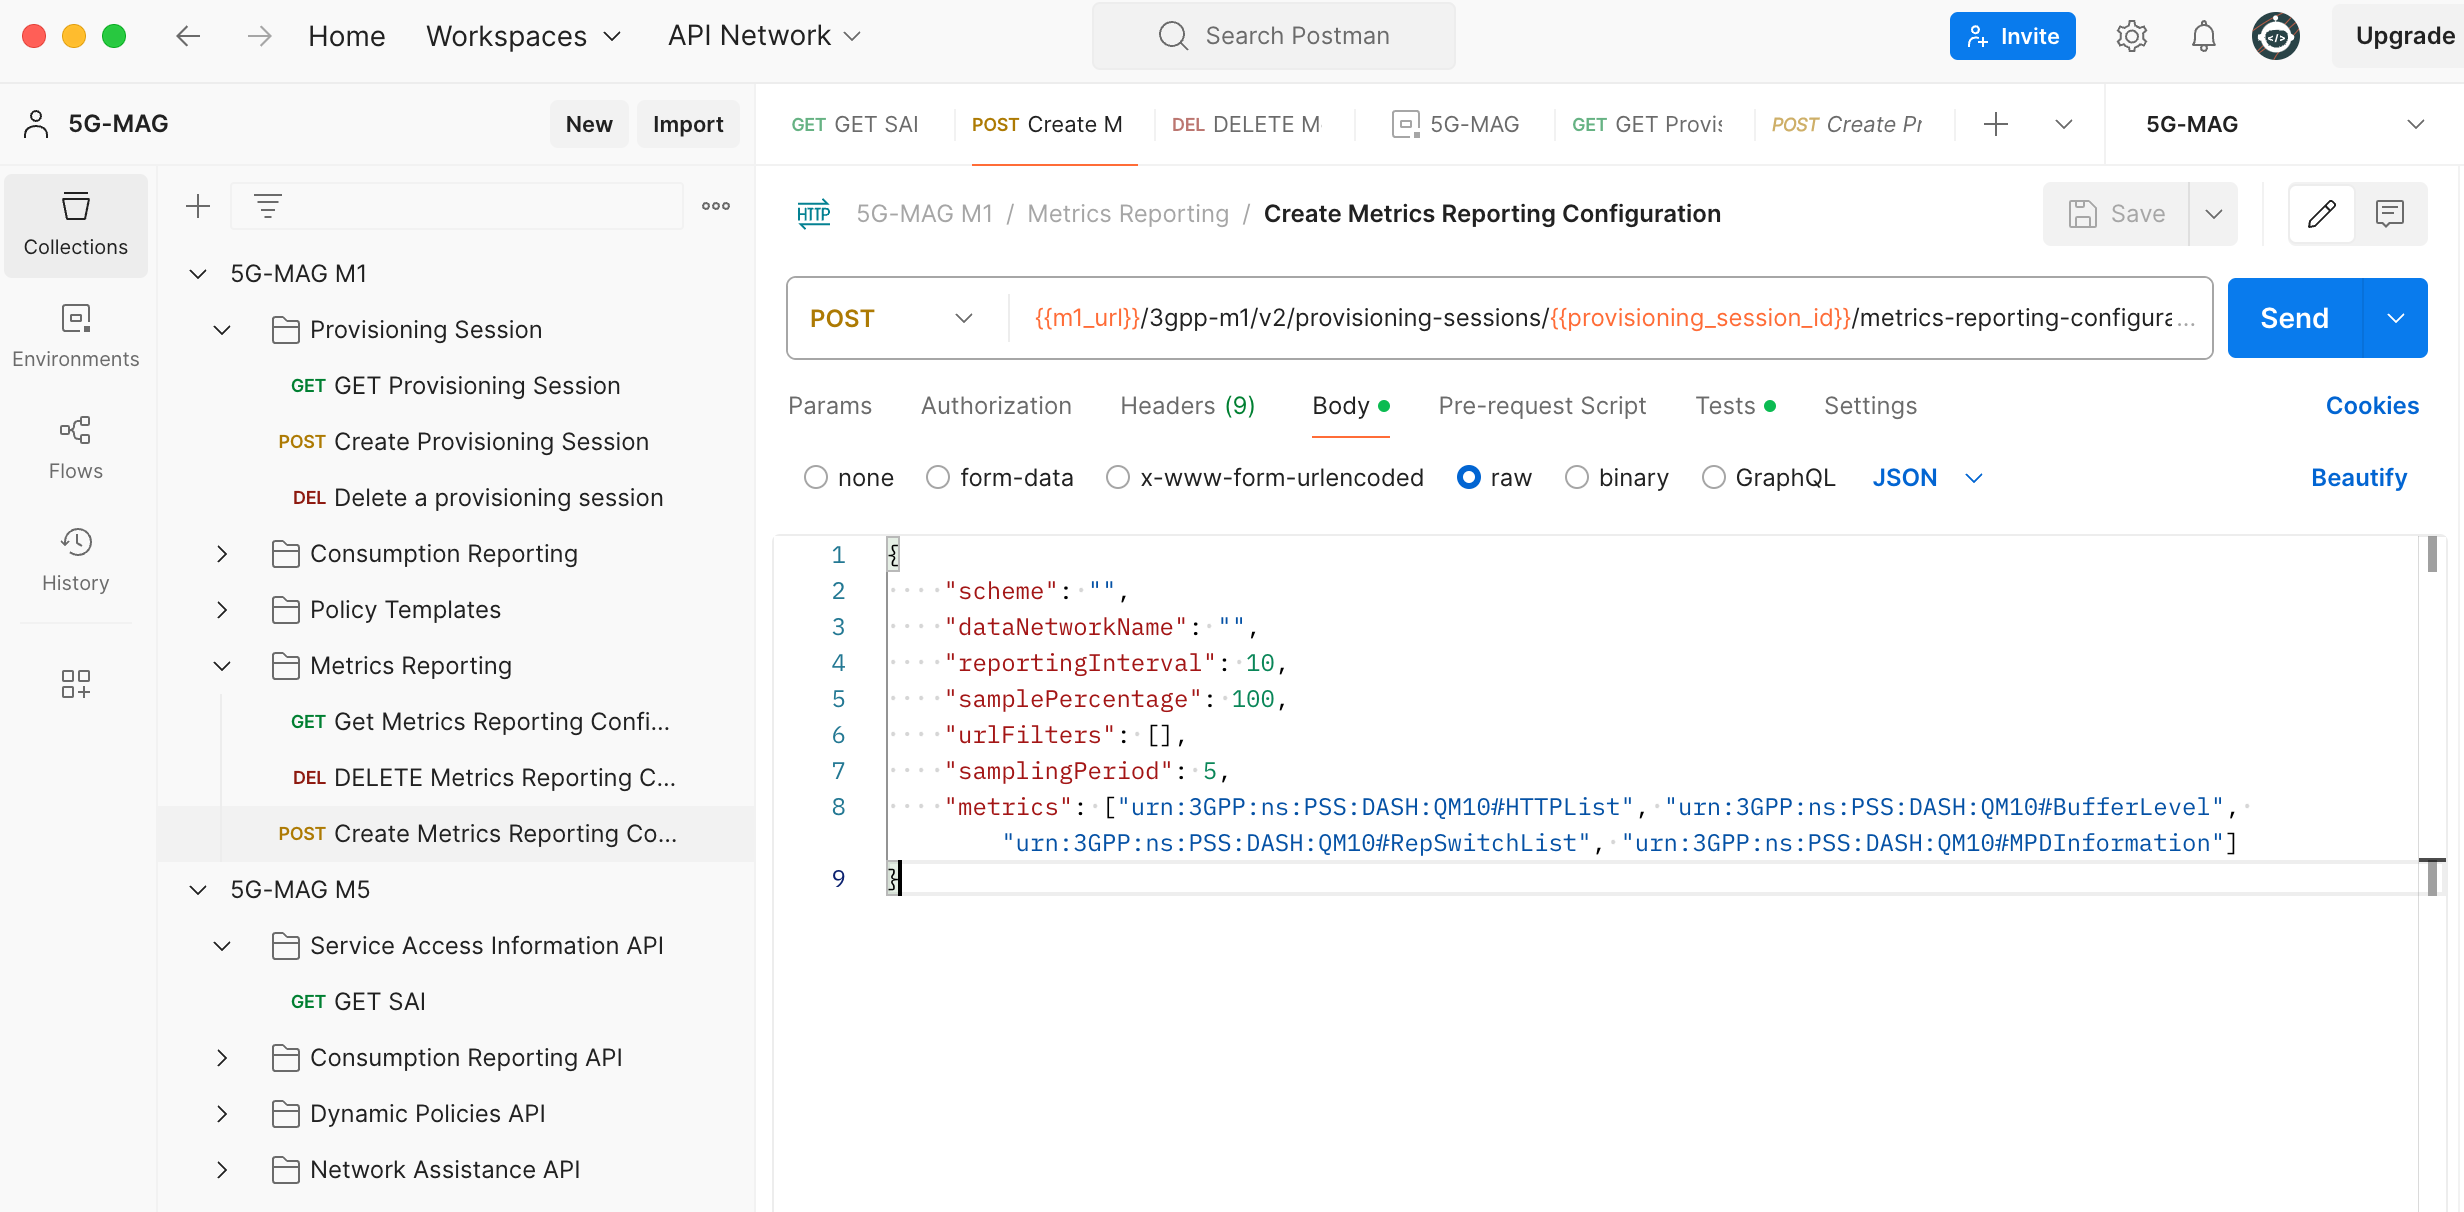 Home
Workspaces
API Network
Search Postman
Invite
Upgrade
5G-MAG
New
Import
GET GET SAI
POST Create M
DEL DELETE M
5G-MAG
GET GET Provis
POST Create Pr
5G-MAG
Collections
Environments
Flows
History
5G-MAG M1
Provisioning Session
GET GET Provisioning Session
POST Create Provisioning Session
DEL Delete a provisioning session
Consumption Reporting
Policy Templates
Metrics Reporting
GET Get Metrics Reporting Confi...
DEL DELETE Metrics Reporting C...
POST Create Metrics Reporting Co...
5G-MAG M5
Service Access Information API
GET GET SAI
Consumption Reporting API
Dynamic Policies API
Network Assistance API
HTTP 5G-MAG M1 / Metrics Reporting / Create Metrics Reporting Configuration
Save
POST
{{m1_url}}/3gpp-m1/v2/provisioning-sessions/{{provisioning_session_id}}/metrics-reporting-configura...
Send
Params
Authorization
Headers (9)
Body
Pre-request Script
Tests
Settings
Cookies
none
form-data
x-www-form-urlencoded
raw
binary
GraphQL
JSON
Beautify
1 {
2 "scheme": "",
3 "dataNetworkName": "",
4 "reportingInterval": 10,
5 "samplePercentage": 100,
6 "urlFilters": [],
7 "samplingPeriod": 5,
8 "metrics": ["urn:3GPP:ns:PSS:DASH:QM10#HTTPList", "urn:3GPP:ns:PSS:DASH:QM10#BufferLevel",
"urn:3GPP:ns:PSS:DASH:QM10#RepSwitchList", "urn:3GPP:ns:PSS:DASH:QM10#MPDInformation"]
9 }